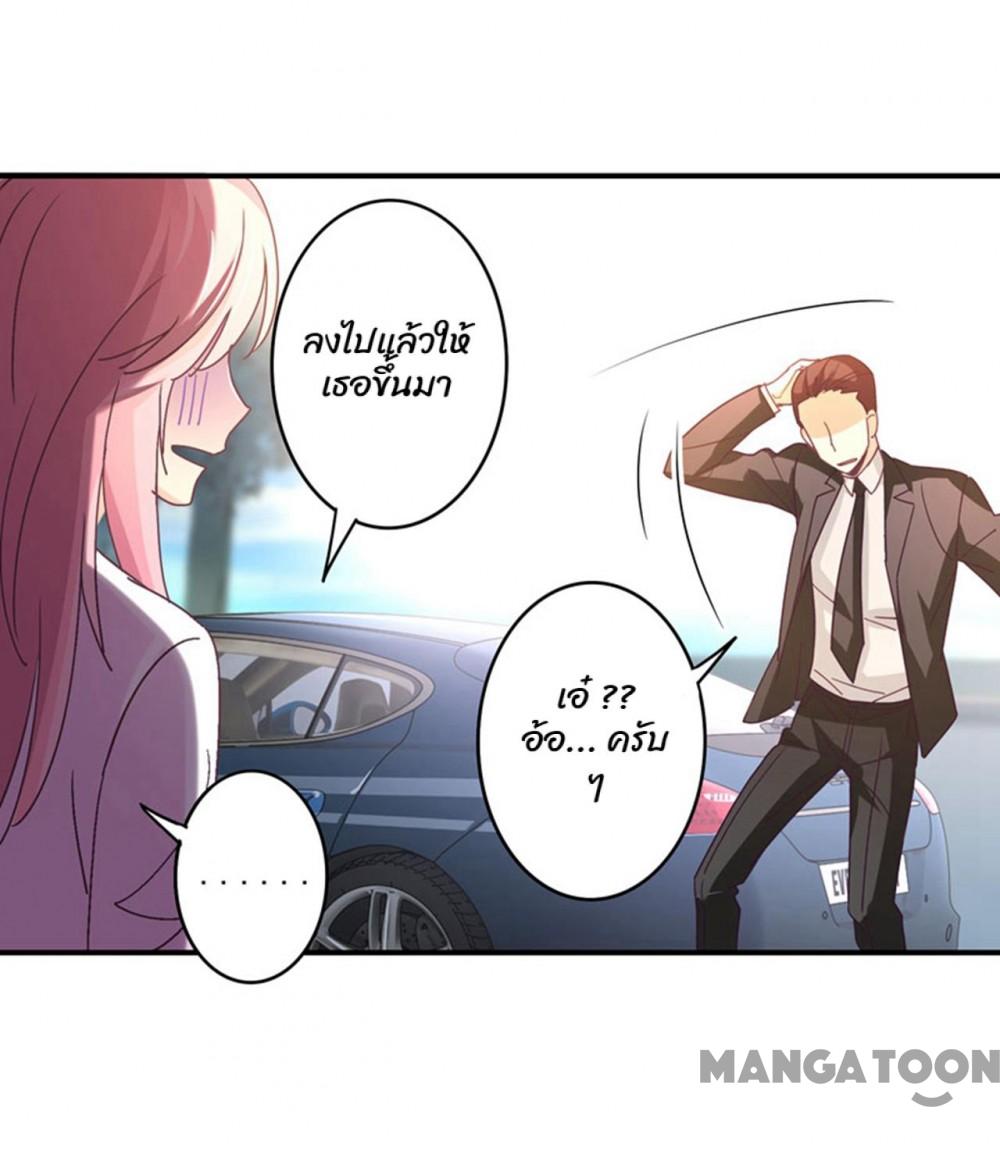 ลงไปแล้วให้
เธอขึ้นมา
เอ๋ ??
อ้อ... ครับ
ๆ
......
EV
MANGATOON